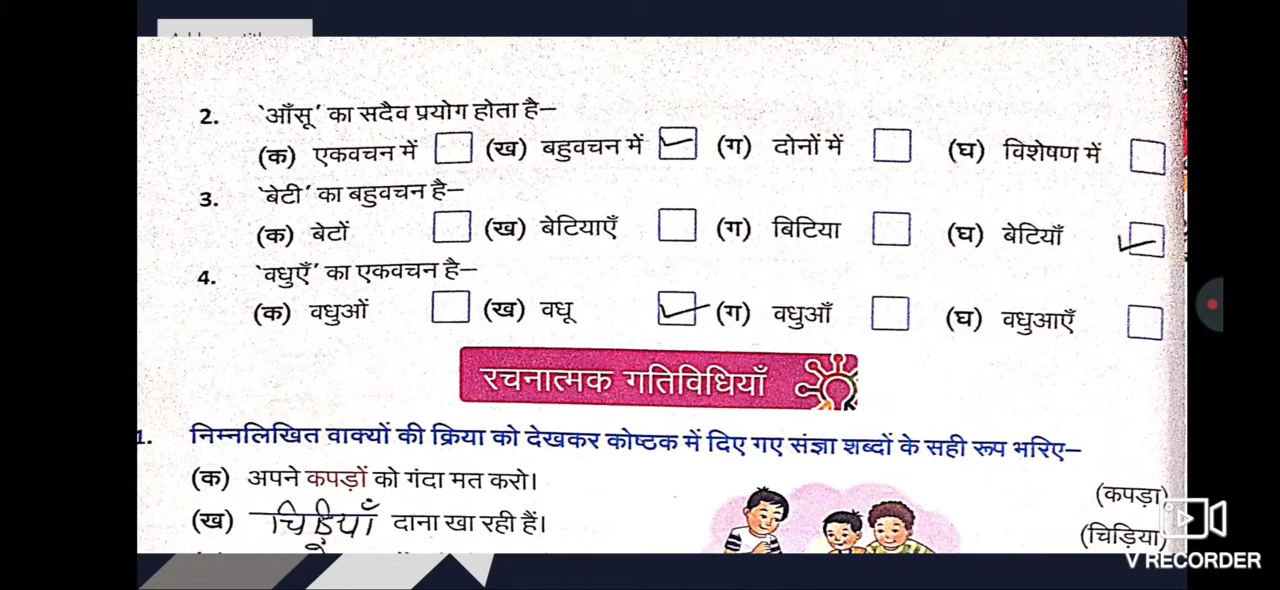 2. 'आँसू' का सदैव प्रयोग होता है–
(क) एकवचन में (ख) बहुवचन में (ग) दोनों में (घ) विशेषण में
3. 'बेटी' का बहुवचन है–
(क) बेटों (ख) बेटियाएँ (ग) बिटिया (घ) बेटियाँ
4. 'वधुएँ' का एकवचन है–
(क) वधुओं (ख) वधू (ग) वधुआँ (घ) वधुआएँ
रचनात्मक गतिविधियाँ
1. निम्नलिखित वाक्यों की क्रिया को देखकर कोष्ठक में दिए गए संज्ञा शब्दों के सही रूप भरिए–
(क) अपने कपड़ों को गंदा मत करो। (कपड़ा)
(ख) चिड़ियाँ दाना खा रही हैं। (चिड़िया)
V RECORDER